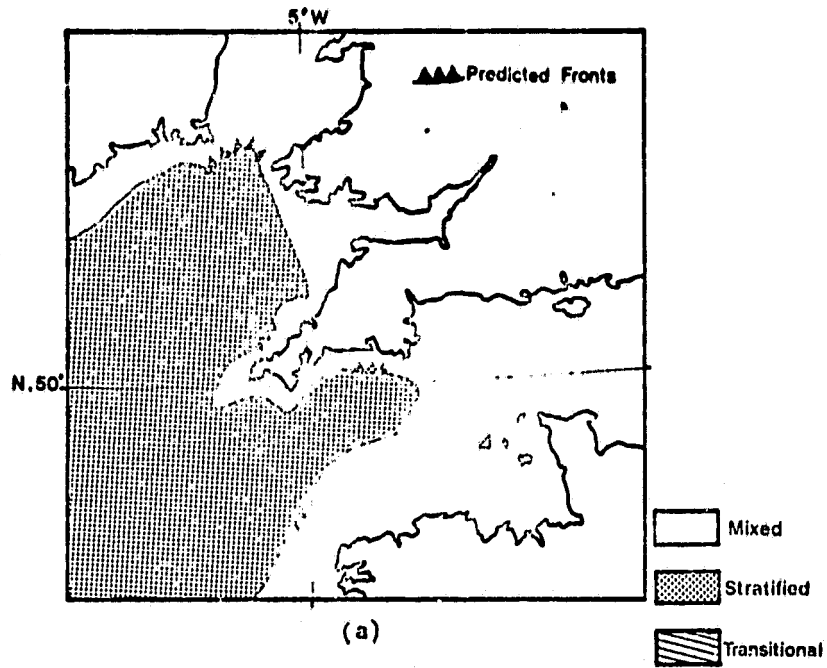 5°W
Predicted Fronts
N.50°
Mixed
Stratified
Transitional
(a)